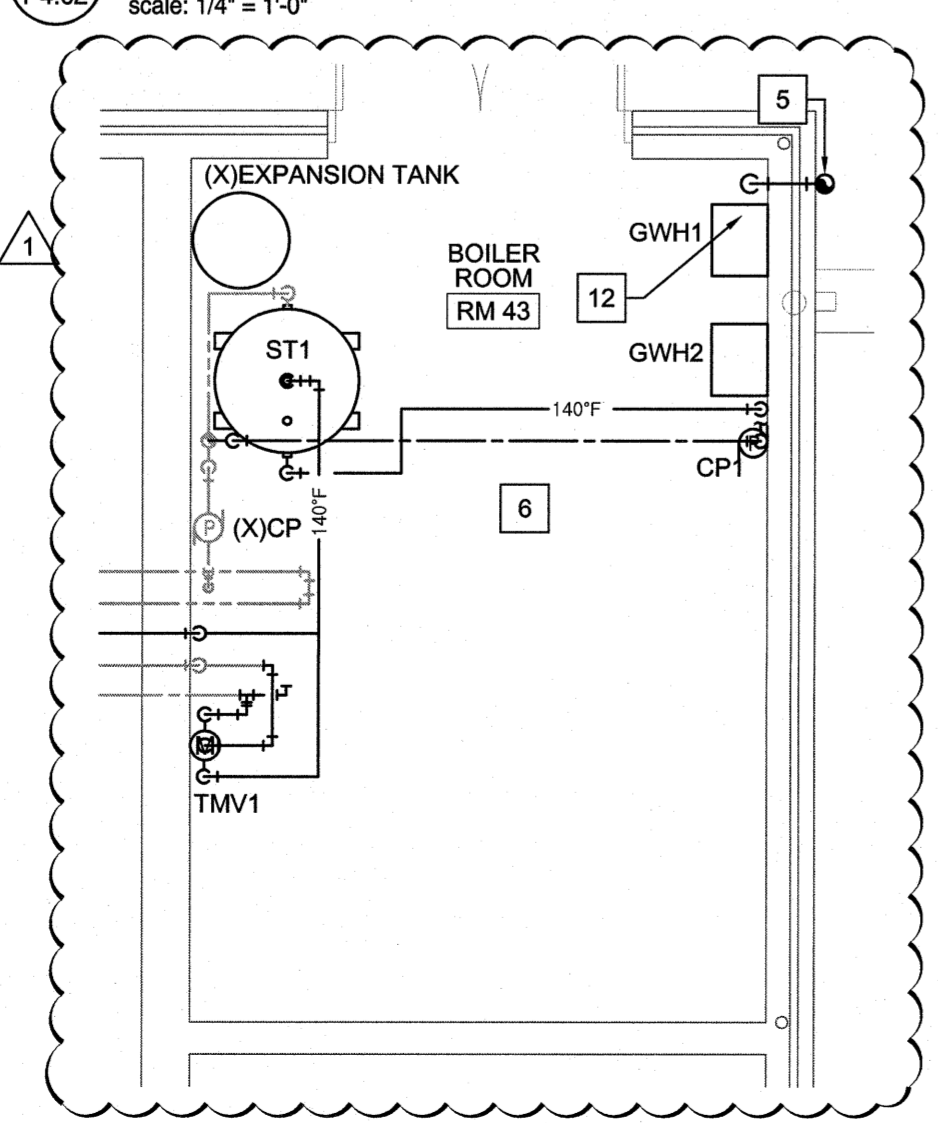 scale: 1/4" = 1'-0"
5
(X)EXPANSION TANK
1
GWH1
BOILER
ROOM
RM 43
12
ST1
GWH2
140°F
CP1
140°F
6
P
(X)CP
M
TMV1